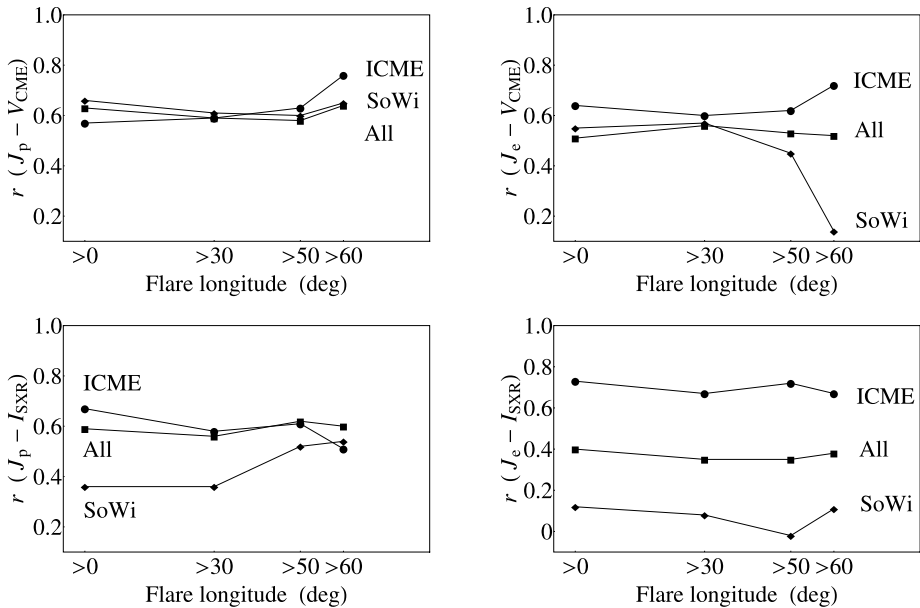 r (Jp − VCME)
1.0
0.8
0.6
0.4
0.2
ICME
SoWi
All
>0 >30 >50 >60
Flare longitude (deg)
r (Je − VCME)
1.0
0.8
0.6
0.4
0.2
ICME
All
SoWi
>0 >30 >50 >60
Flare longitude (deg)
r (Jp − ISXR)
1.0
0.8
0.6
0.4
0.2
ICME
All
SoWi
>0 >30 >50 >60
Flare longitude (deg)
r (Je − ISXR)
1.0
0.8
0.6
0.4
0.2
0
ICME
All
SoWi
>0 >30 >50 >60
Flare longitude (deg)